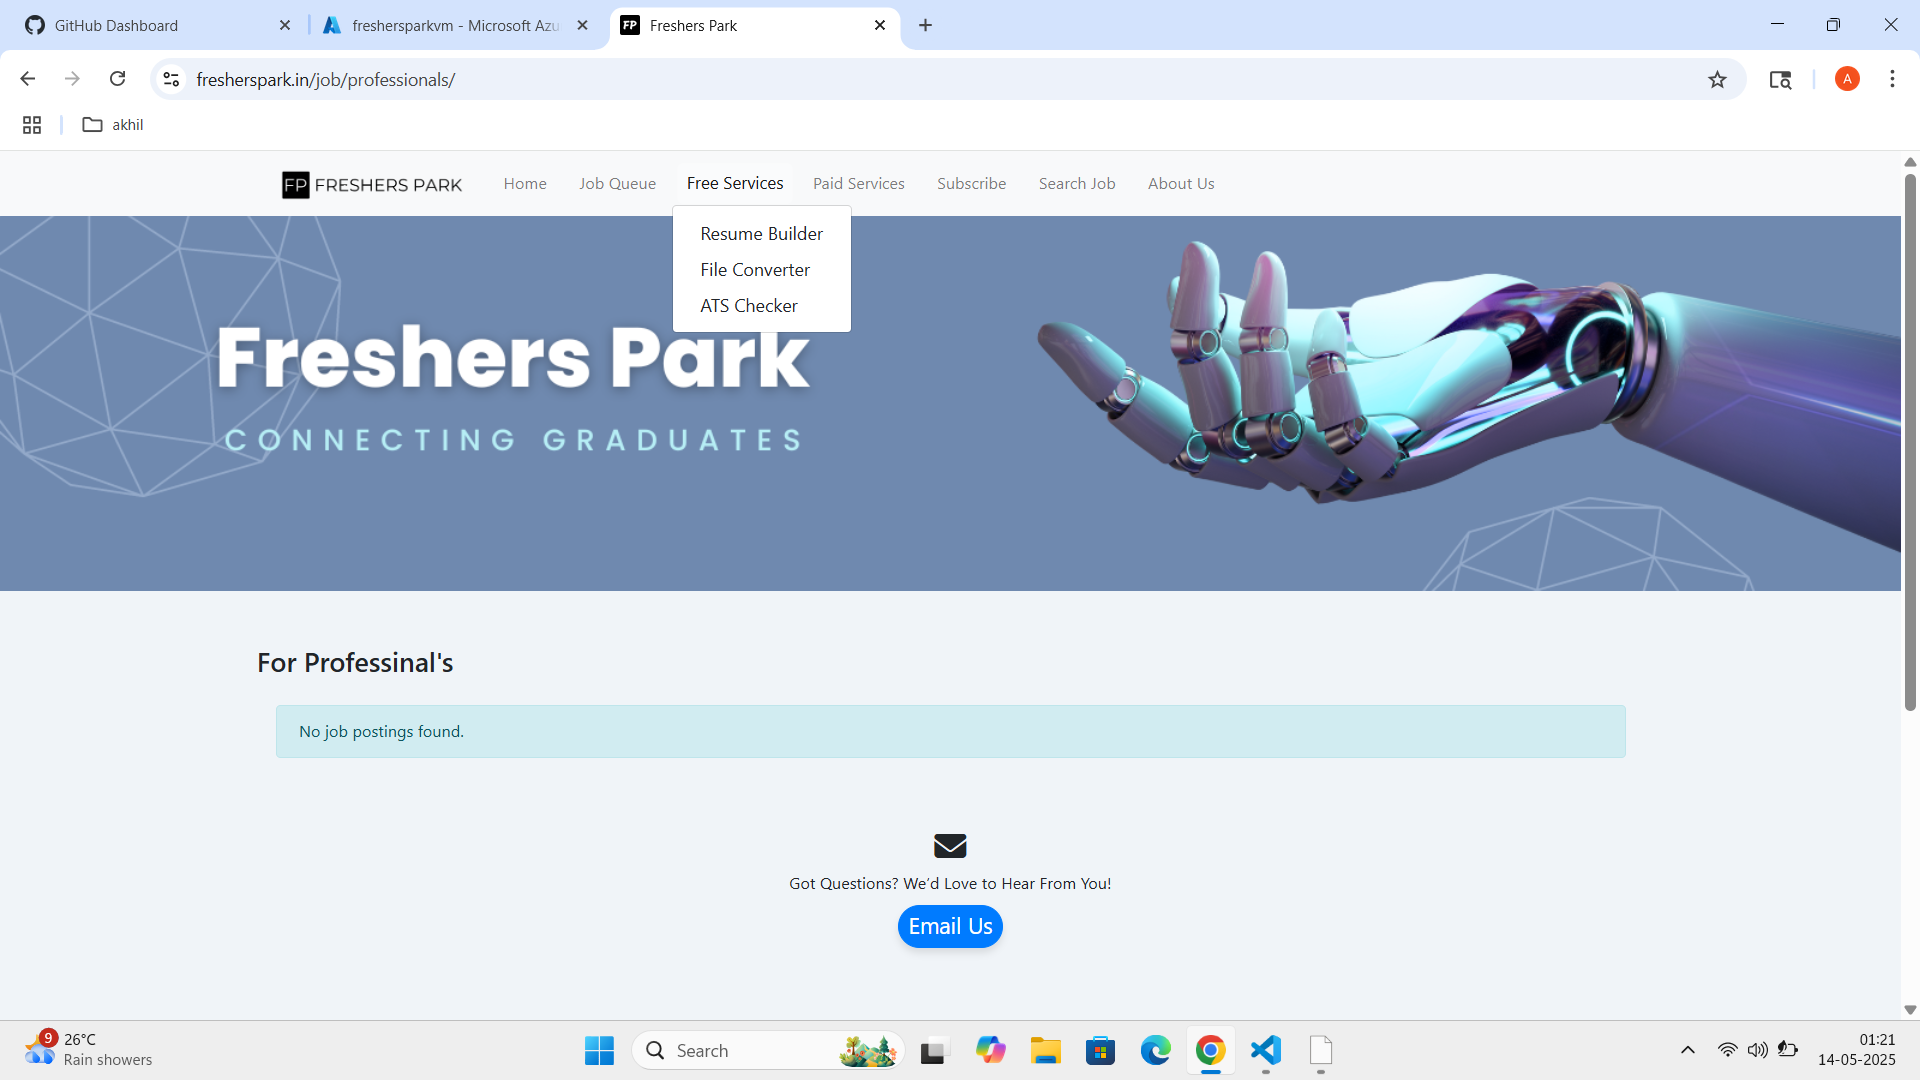 GitHub Dashboard
freshersparkvm - Microsoft Azu
FP Freshers Park
fresherspark.in/job/professionals/
A
akhil
FP FRESHERS PARK
Home
Job Queue
Free Services
Paid Services
Subscribe
Search Job
About Us
Resume Builder
File Converter
ATS Checker
Freshers Park
CONNECTING GRADUATES
For Professinal's
No job postings found.
Got Questions? We’d Love to Hear From You!
Email Us
9
26°C
Rain showers
Search
01:21
14-05-2025